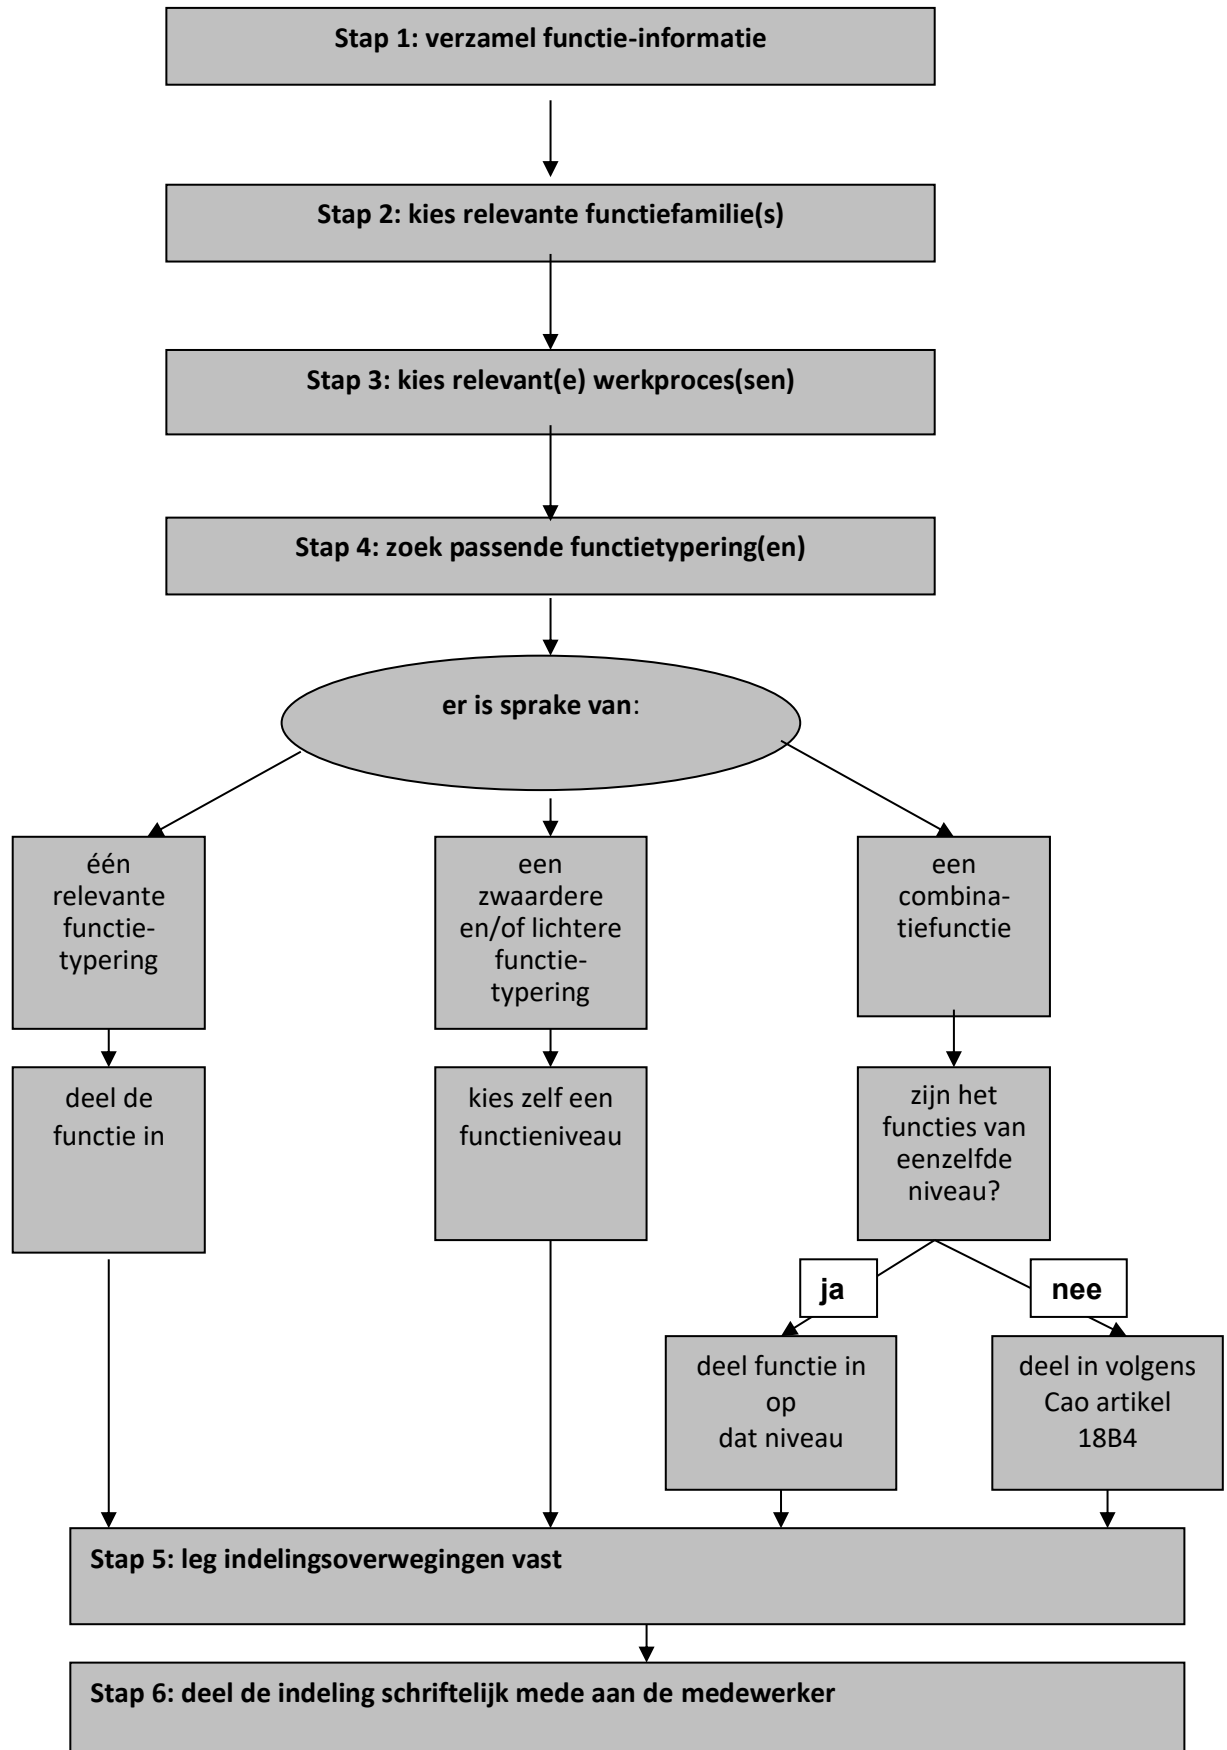 Stap 1: verzamel functie-informatie
Stap 2: kies relevante functiefamilie(s)
Stap 3: kies relevant(e) werkproces(sen)
Stap 4: zoek passende functietypering(en)
er is sprake van:
één
relevante
functie-
typering
een
zwaardere
en/of lichtere
functie-
typering
een
combina-
tiefunctie
deel de
functie in
kies zelf een
functieniveau
zijn het
functies van
eenzelfde
niveau?
ja
nee
deel functie in
op
dat niveau
deel in volgens
Cao artikel
18B4
Stap 5: leg indelingsoverwegingen vast
Stap 6: deel de indeling schriftelijk mede aan de medewerker